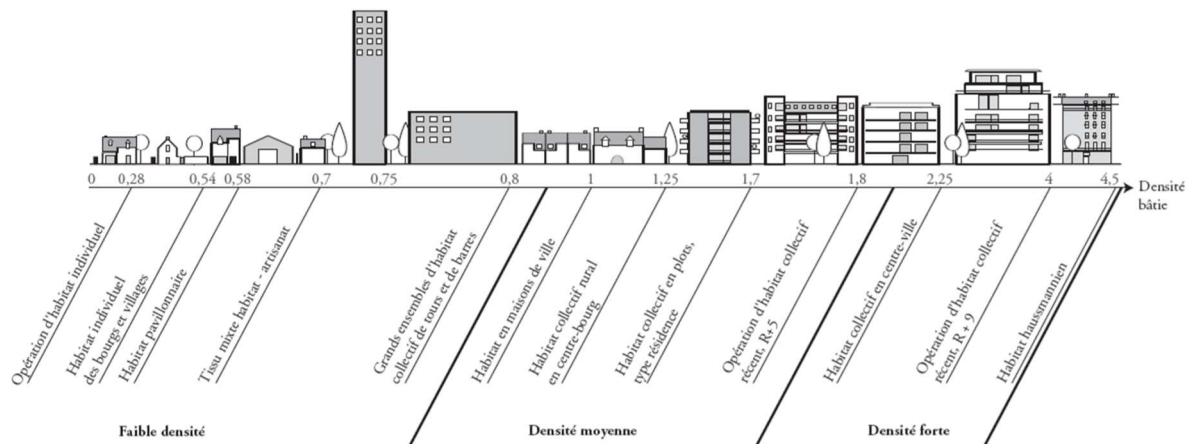 0
0,28
0,54
0,58
0,7
0,75
0,8
1
1,25
1,7
1,8
2,25
4
4,5
Densité
bâtie
Opération d'habitat individuel
Habitat individuel
des bourgs et villages
Habitat pavillonnaire
Tissu mixte habitat - artisanat
Grands ensembles d'habitat
collectif de tours et de barres
Habitat en maisons de ville
Habitat collectif rural
en centre-bourg
Habitat collectif en plots,
type résidence
Opération d'habitat collectif
récent, R+ 5
Habitat collectif en centre-ville
Opération d'habitat collectif
récent, R + 9
Habitat haussmannien
Faible densité
Densité moyenne
Densité forte